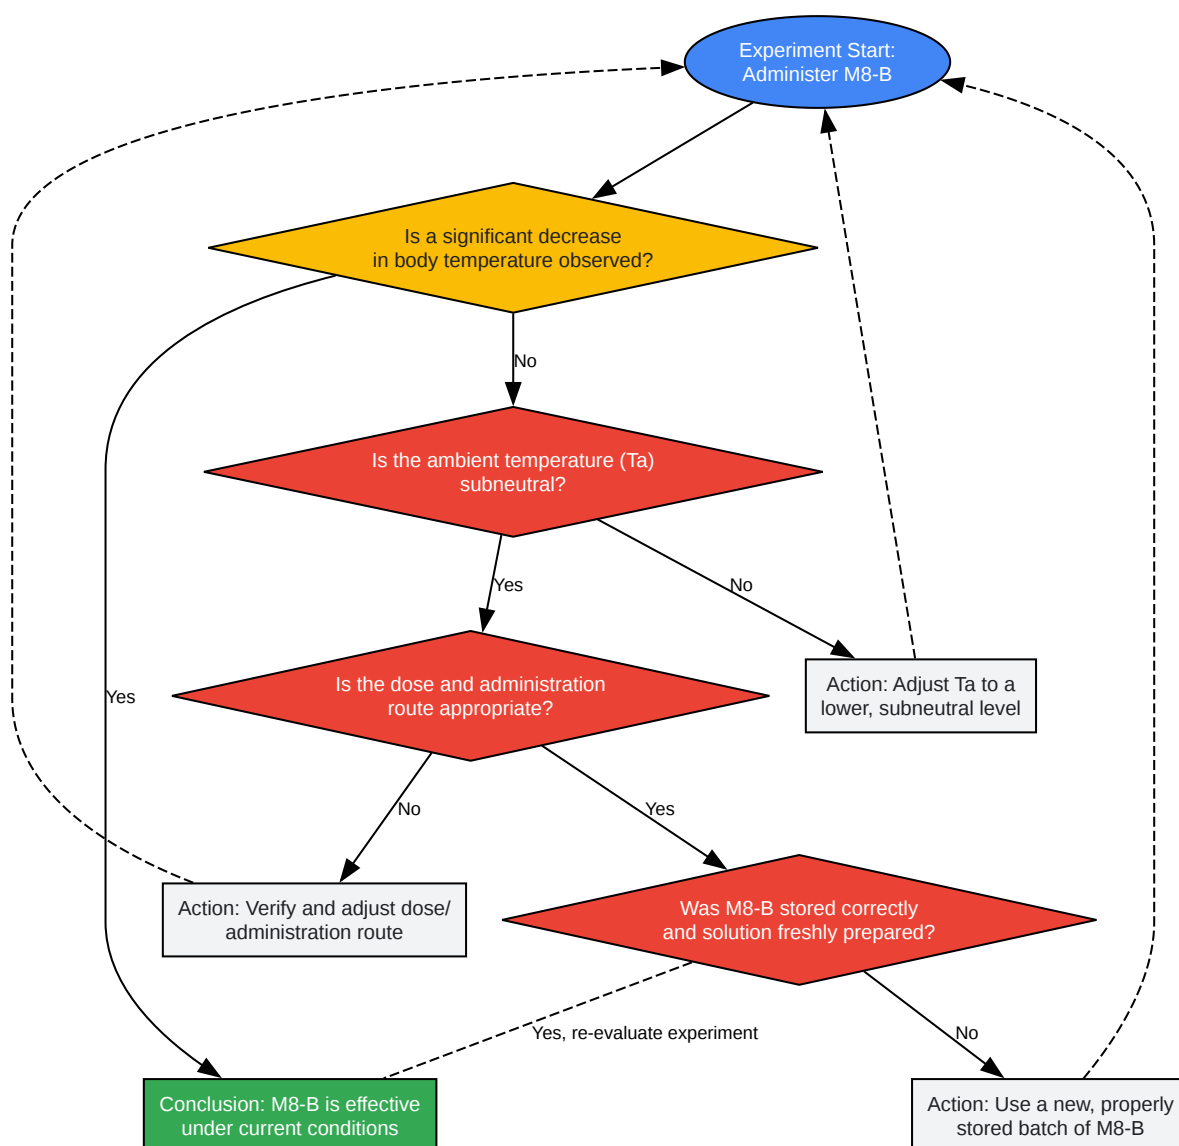 Experiment Start:
Administer M8-B
Is a significant decrease
in body temperature observed?
No
Is the ambient temperature (Ta)
subneutral?
Yes
No
Is the dose and administration
route appropriate?
Action: Adjust Ta to a
lower, subneutral level
Yes
No
Yes
Action: Verify and adjust dose/
administration route
Was M8-B stored correctly
and solution freshly prepared?
Yes, re-evaluate experiment
No
Conclusion: M8-B is effective
under current conditions
Action: Use a new, properly
stored batch of M8-B